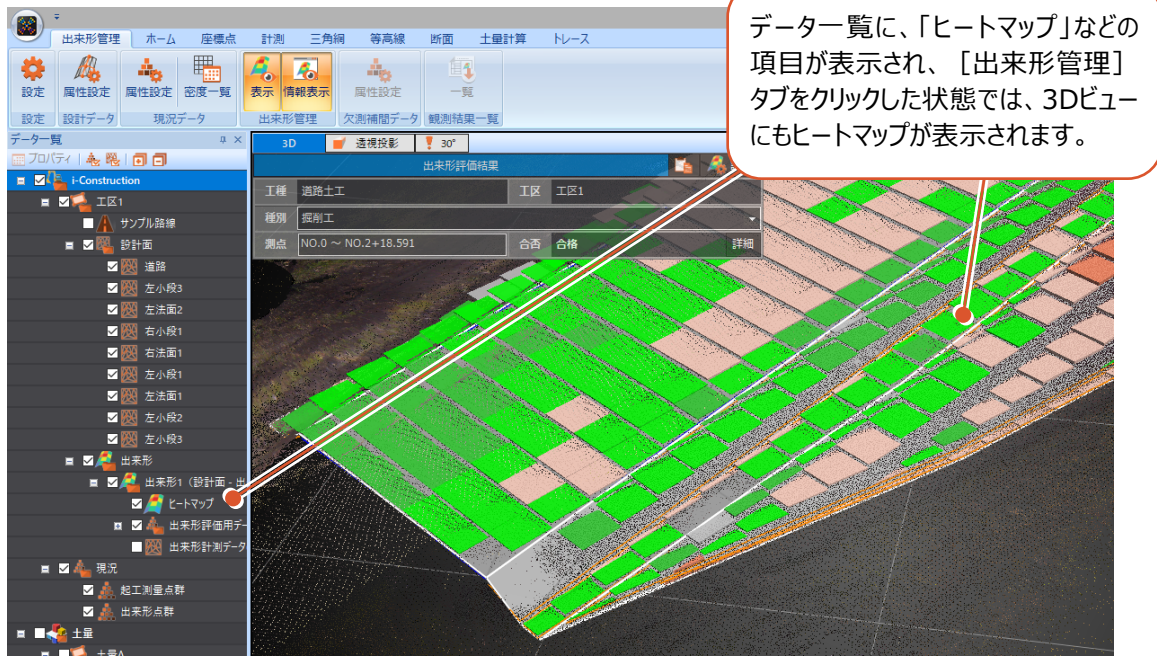 データ一覧に、「ヒートマップ」などの
項目が表示され、［出来形管理］
タブをクリックした状態では、3Dビュー
にもヒートマップが表示されます。
出来形管理 ホーム 座標点 計測 三角網 等高線 断面 土量計算 トレース
設定 属性設定 属性設定 密度一覧 表示 情報表示 属性設定 一覧
設定 設計データ 現況データ 出来形管理 欠測補間データ 観測結果一覧
データ一覧
プロパティ
3D 透視投影 30°
出来形評価結果
工種 道路土工 工区 工区1
種別 掘削工
測点 NO.0 ～ NO.2+18.591 合否 合格 詳細
i-Construction
工区1
サンプル路線
設計面
道路
左小段3
左法面2
右小段1
右法面1
左小段1
左法面1
左小段2
左小段3
出来形
出来形1（設計面 - 出
ヒートマップ
出来形評価用デー
出来形計測データ
現況
起工測量点群
出来形点群
土量
土量A